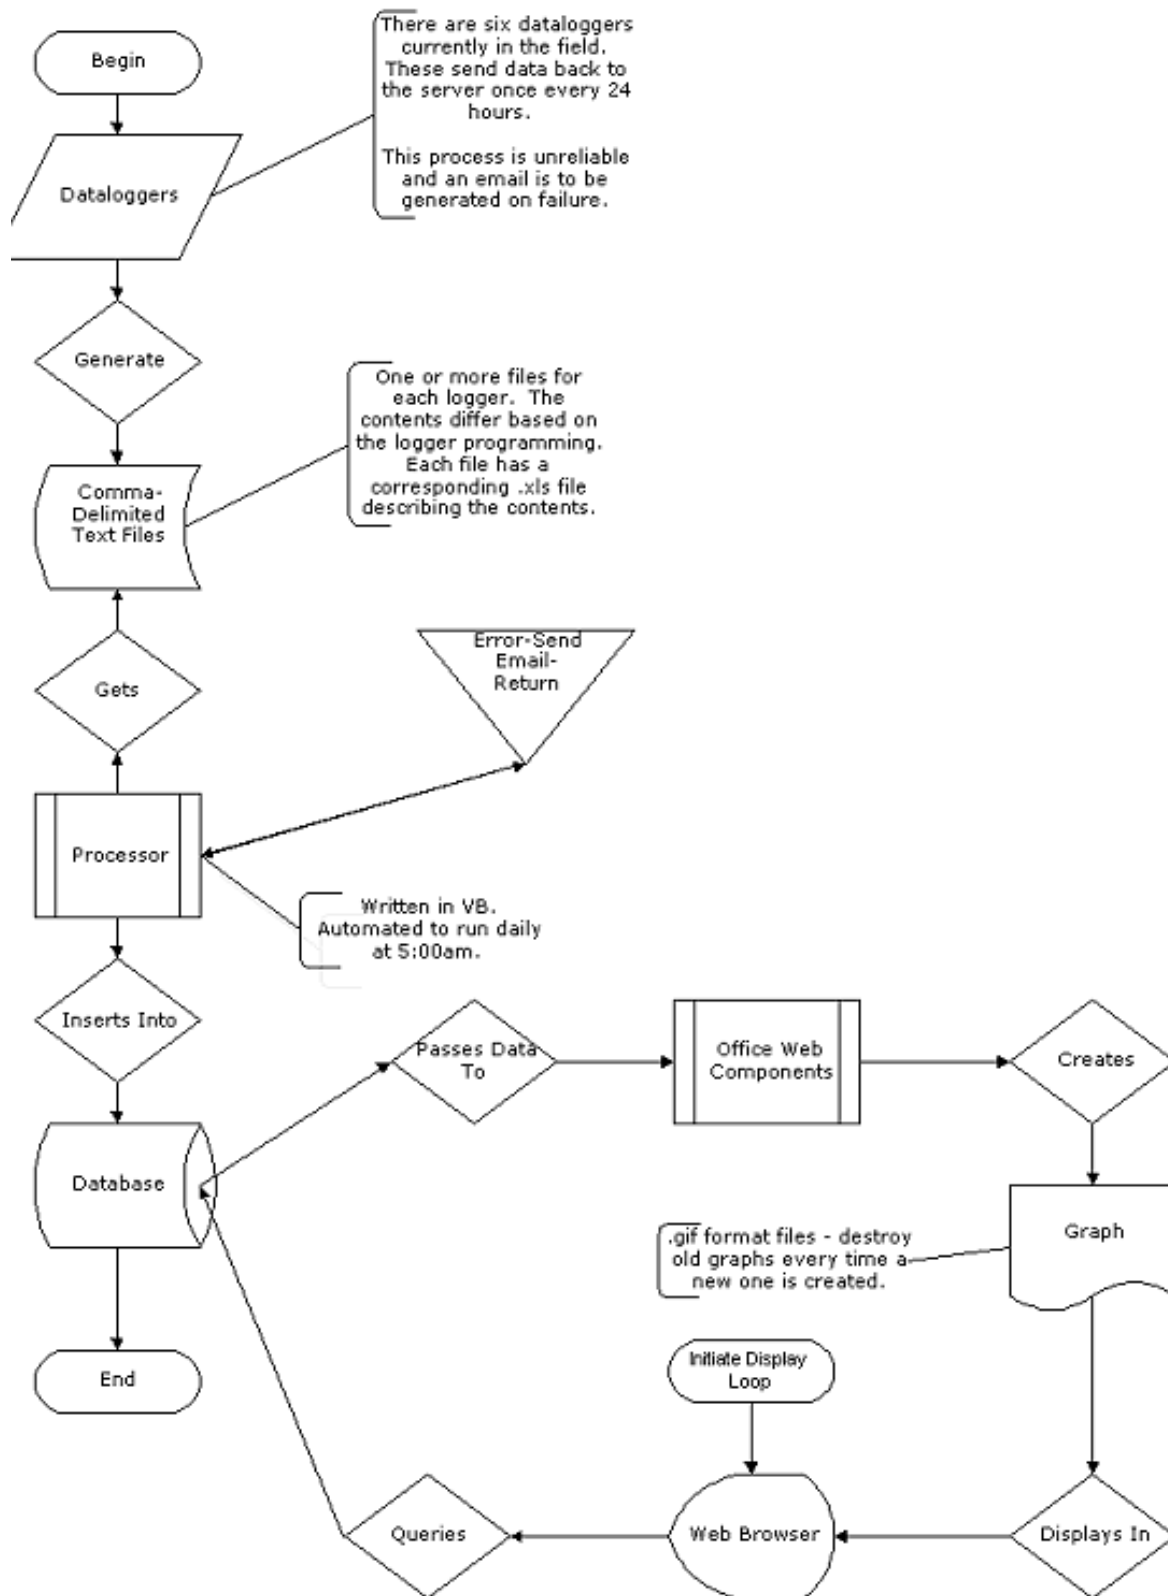 Begin
There are six dataloggers
currently in the field.
These send data back to
the server once every 24
hours.
This process is unreliable
and an email is to be
generated on failure.
Dataloggers
Generate
One or more files for
each logger.  The
contents differ based on
the logger programming.
Each file has a
corresponding .xls file
describing the contents.
Comma-
Delimited
Text Files
Gets
Error-Send
Email-
Return
Processor
Written in VB.
Automated to run daily
at 5:00am.
Inserts Into
Passes Data
To
Office Web
Components
Creates
Database
Graph
.gif format files - destroy
old graphs every time a
new one is created.
End
Initiate Display
Loop
Queries
Web Browser
Displays In